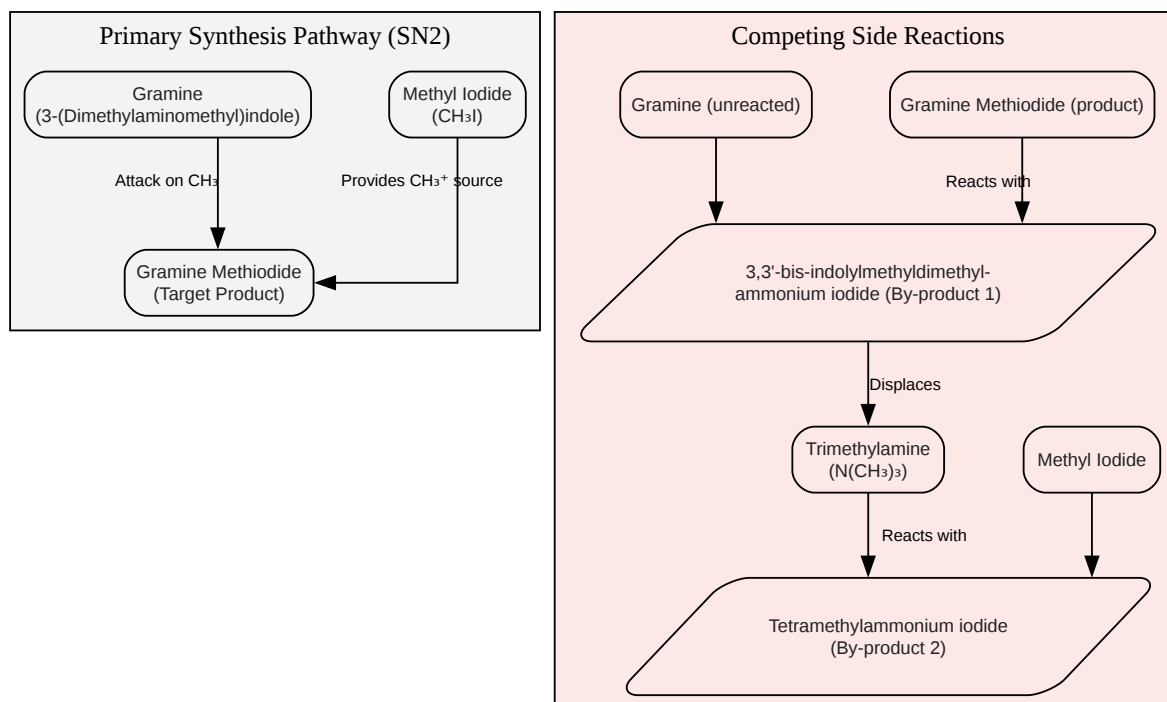 Primary Synthesis Pathway (SN2)
Gramine
(3-(Dimethylaminomethyl)indole)
Methyl Iodide
(CH₃I)
Attack on CH₃
Provides CH₃⁺ source
Gramine Methiodide
(Target Product)
Competing Side Reactions
Gramine (unreacted)
Gramine Methiodide (product)
Reacts with
3,3'-bis-indolylmethyldimethyl-
ammonium iodide (By-product 1)
Displaces
Trimethylamine
(N(CH₃)₃)
Methyl Iodide
Reacts with
Tetramethylammonium iodide
(By-product 2)